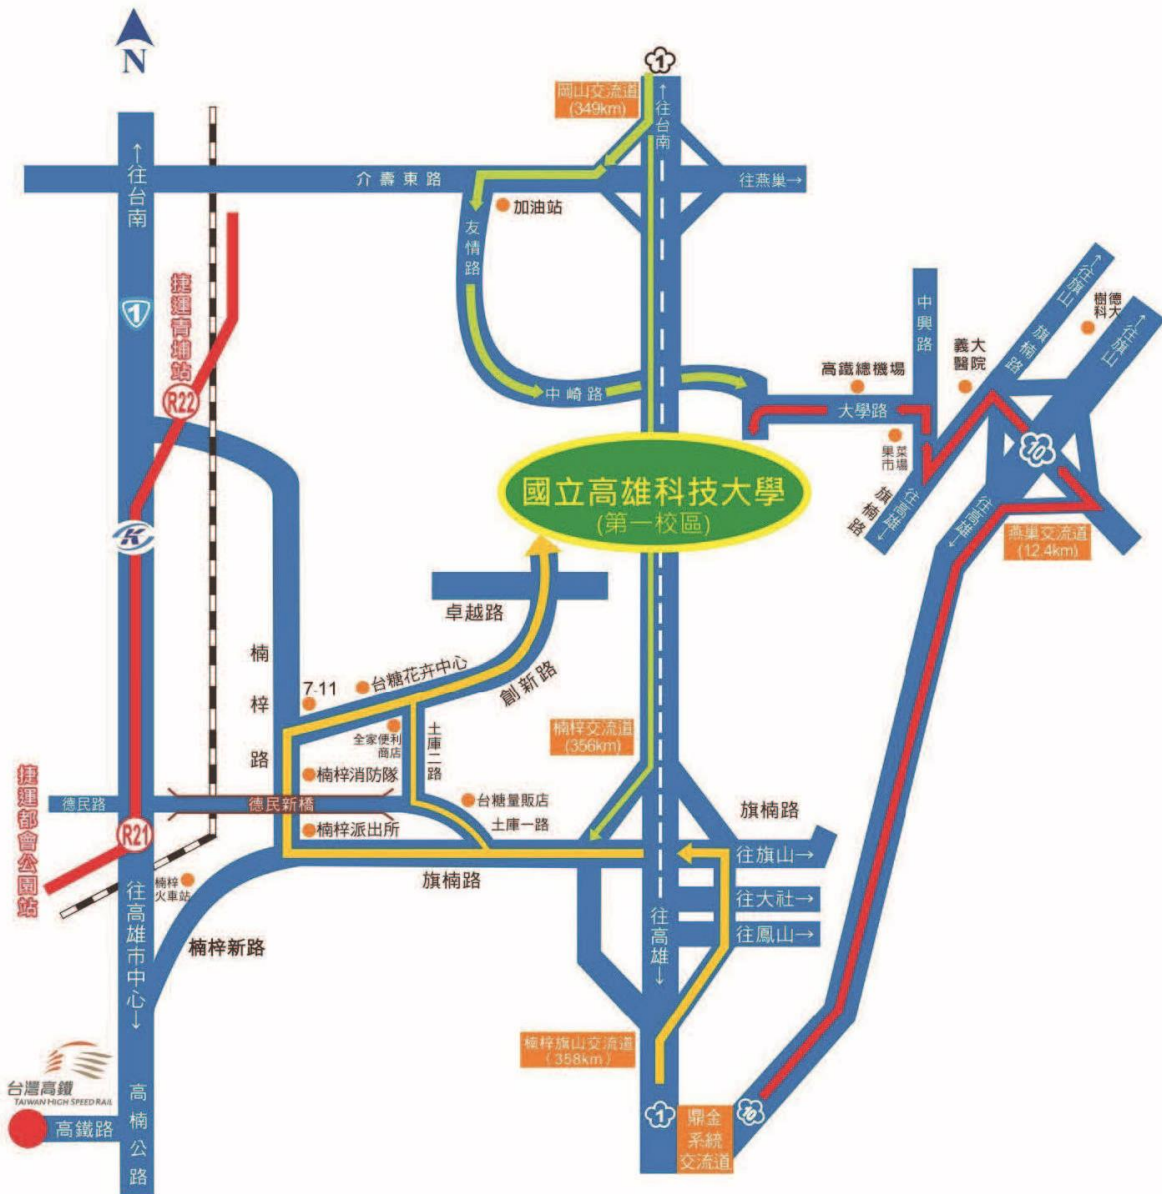 N
1
岡山交流道
(349km)
↑往台南
↑往台南
介壽東路
往燕巢→
加油站
友情路
1
捷運青埔站
R22
中崎路
中興路
高鐵總機場
大學路
果菜市場
義大
醫院
↑往旗山
旗楠路
樹德科大
↑往旗山
10
旗楠路
往高雄↓
往高雄↓
燕巢交流道
(12.4km)
國立高雄科技大學
(第一校區)
K
卓越路
楠梓路
7-11
台糖花卉中心
創新路
全家便利
商店
土庫二路
楠梓交流道
(356km)
楠梓消防隊
德民路
德民新橋
台糖量販店
土庫一路
旗楠路
捷運都會公園站
R21
楠梓派出所
往旗山→
旗楠路
往大社→
往鳳山→
楠梓
火車站
往高雄市中心↓
楠梓新路
往高雄↓
楠梓旗山交流道
(358km)
台灣高鐵
TAIWAN HIGH SPEED RAIL
高鐵路
高楠公路
1
鼎金
系統
交流道
10